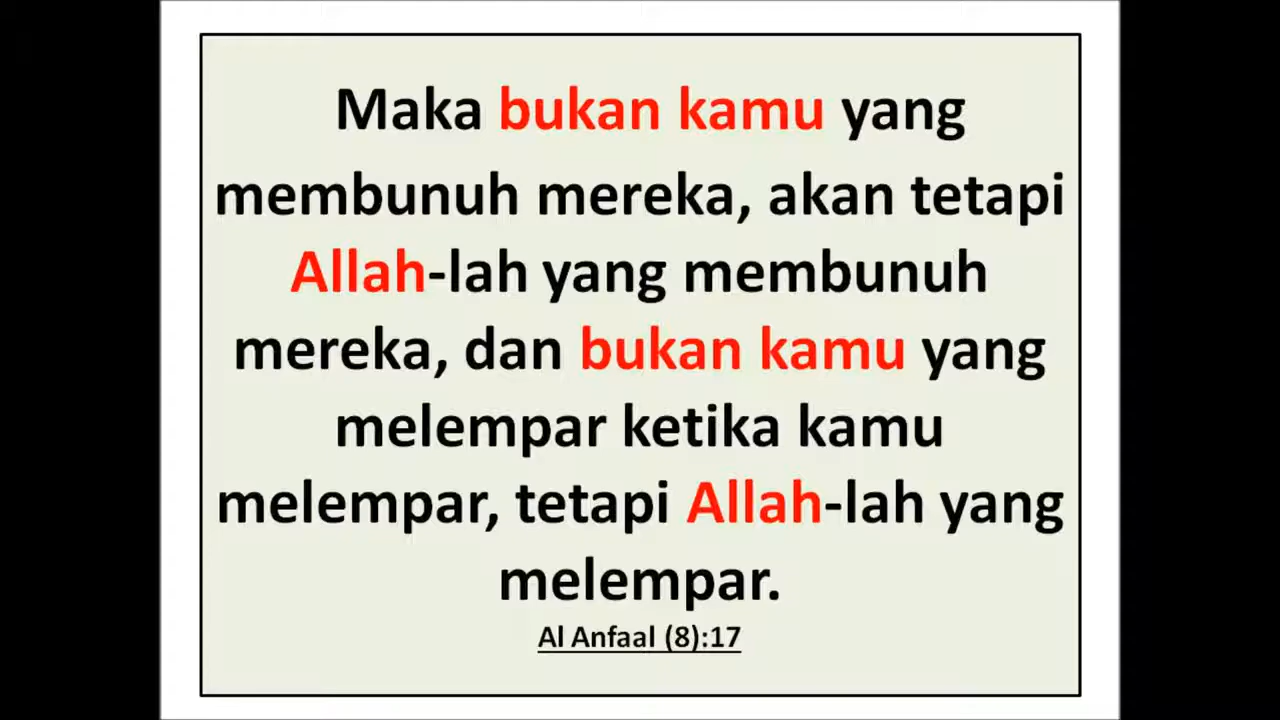 Maka bukan kamu yang
membunuh mereka, akan tetapi
Allah-lah yang membunuh
mereka, dan bukan kamu yang
melempar ketika kamu
melempar, tetapi Allah-lah yang
melempar.
Al Anfaal (8):17